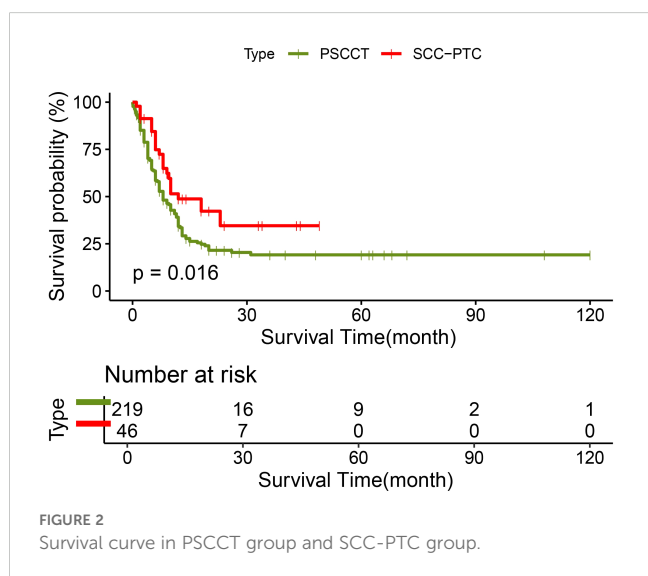 Type PSCCT SCC-PTC
Survival probability (%)
100
75
50
25
0
p = 0.016
0 30 60 90 120
Survival Time(month)
Number at risk
Type
219 16 9 2 1
46 7 0 0 0
0 30 60 90 120
Survival Time(month)
FIGURE 2
Survival curve in PSCCT group and SCC-PTC group.